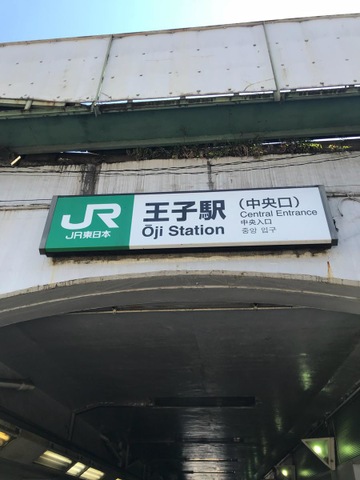 JR
JR東日本
王子駅
Ōji Station
(中央口)
Central Entrance
中央入口
중앙 입구